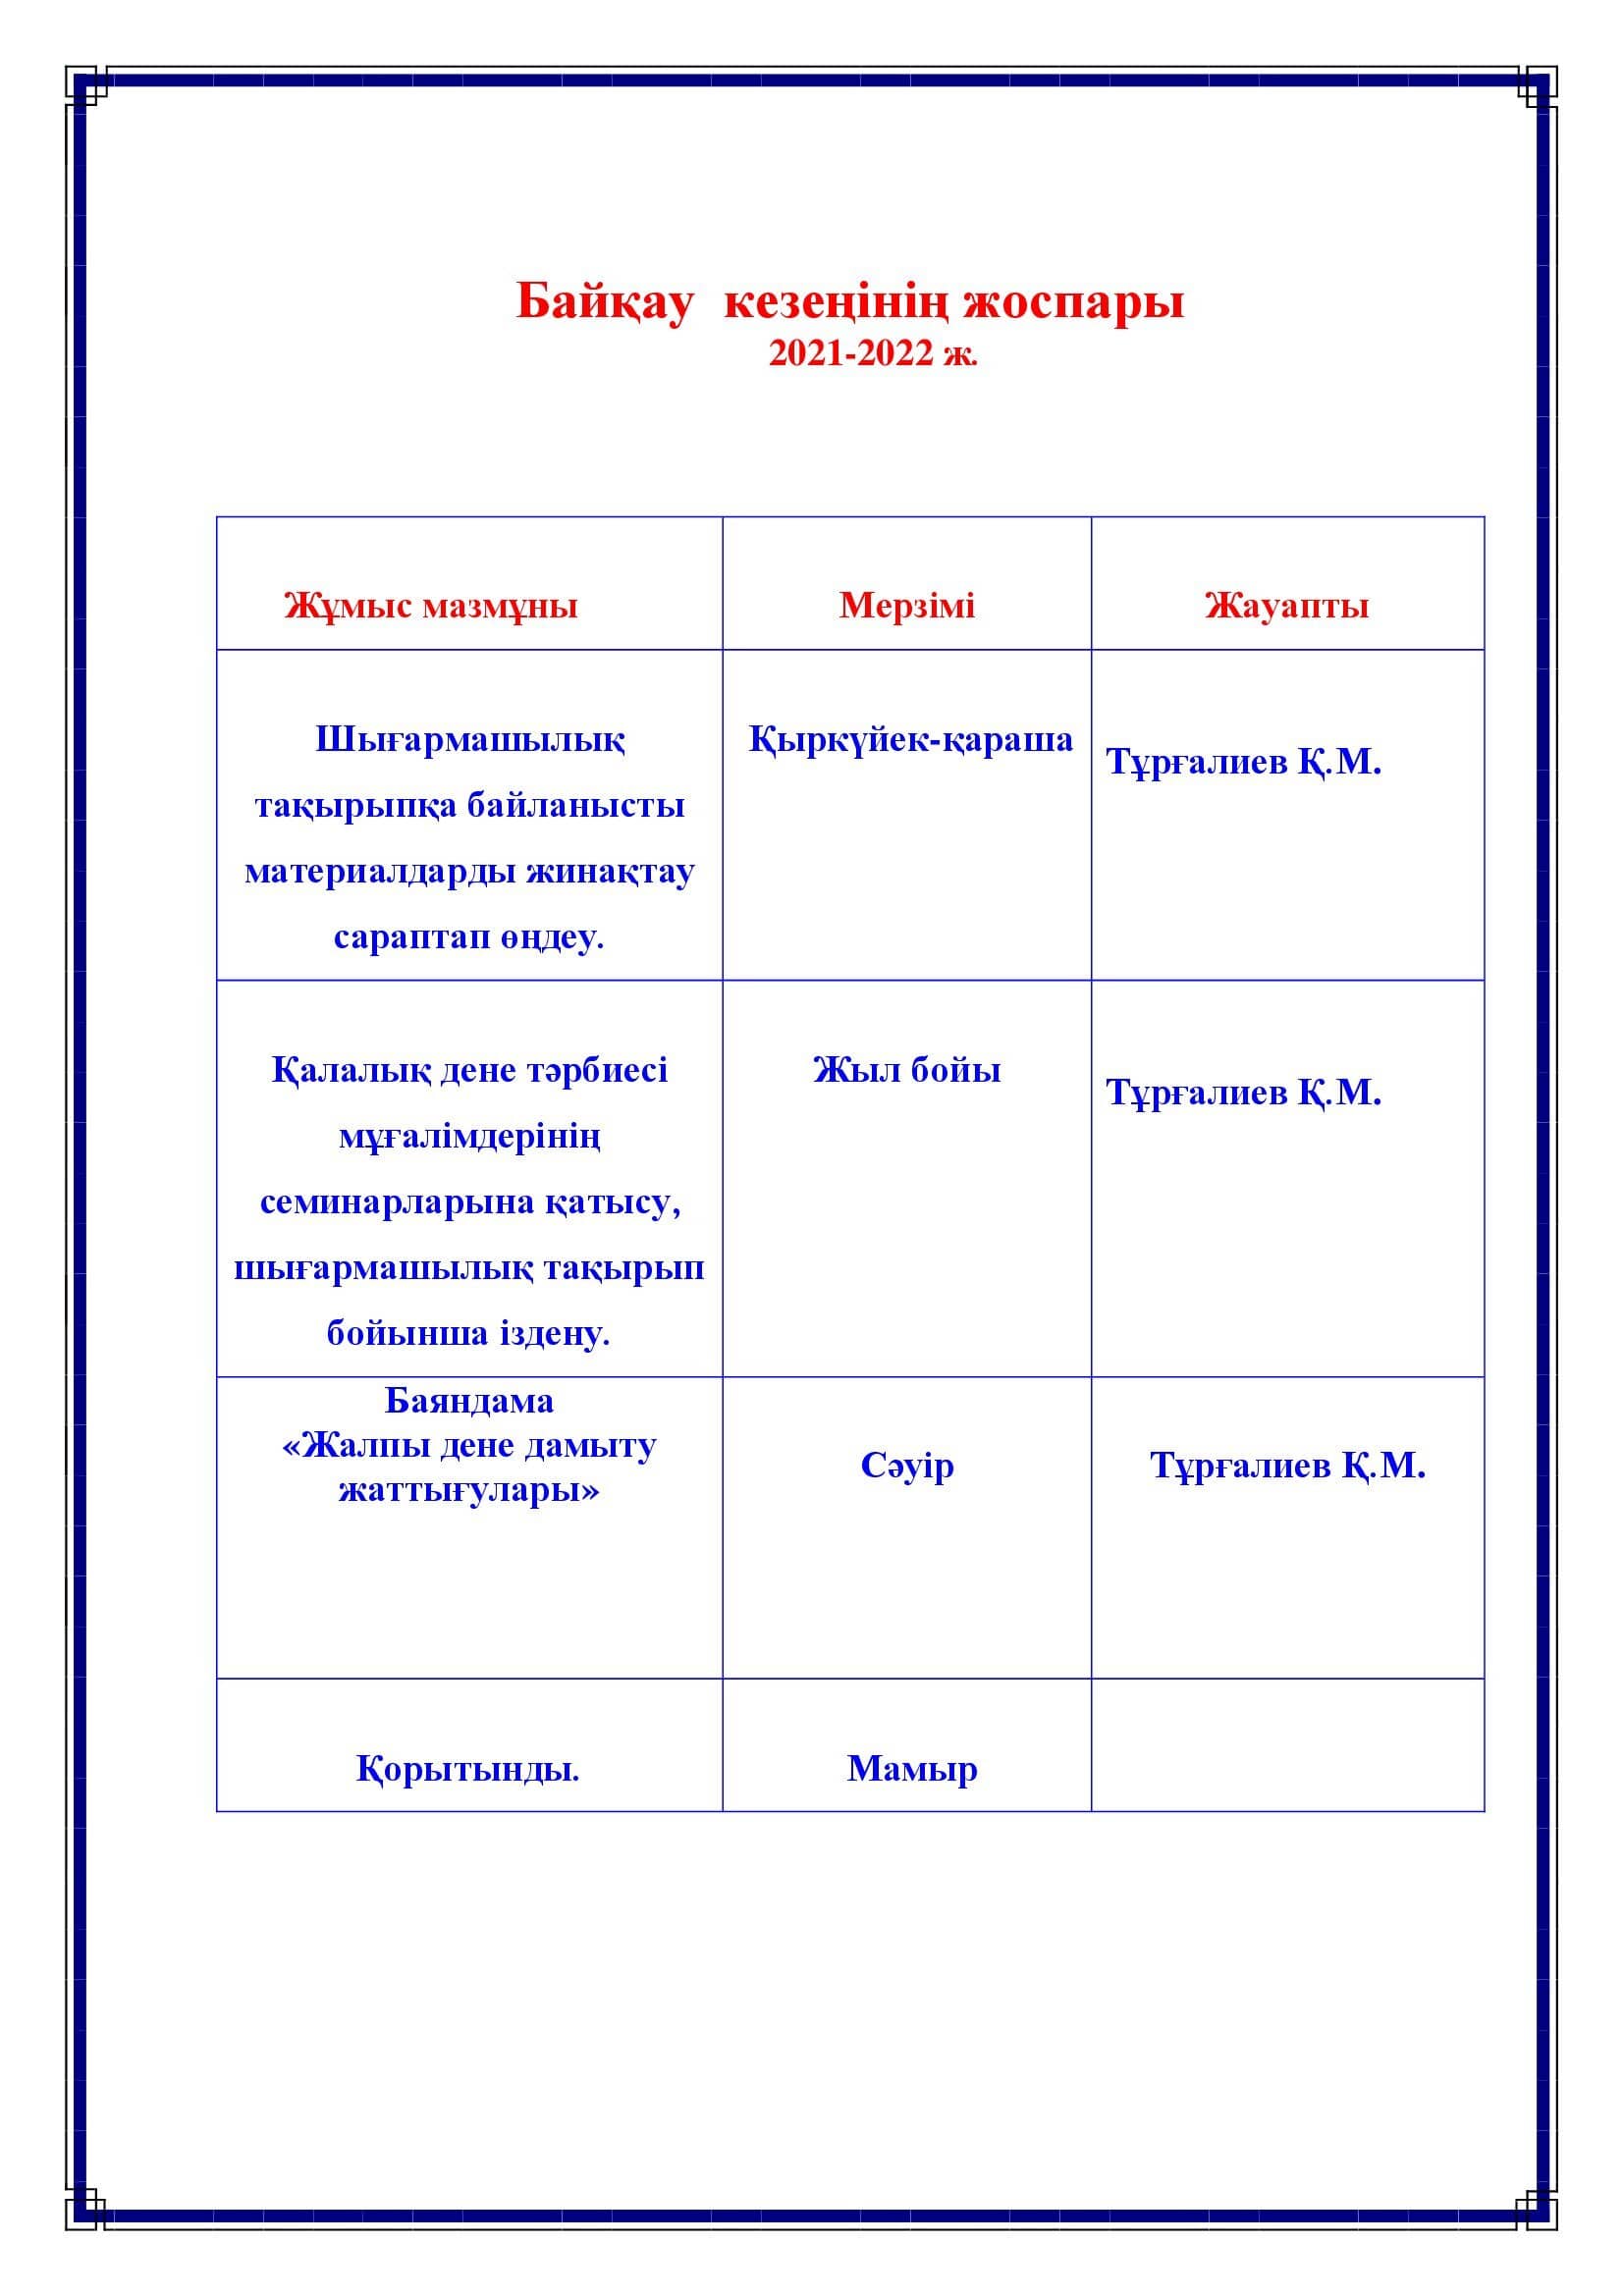 Байқау кезеңінің жоспары
2021-2022 ж.
Жұмыс мазмұны
Мерзімі
Жауапты
Шығармашылық
тақырыпқа байланысты
материалдарды жинақтау
сараптап өңдеу.
Қыркүйек-қараша
Тұрғалиев Қ.М.
Қалалық дене тәрбиесі
мұғалімдерінің
семинарларына қатысу,
шығармашылық тақырып
бойынша іздену.
Жыл бойы
Тұрғалиев Қ.М.
Баяндама
«Жалпы дене дамыту
жаттығулары»
Сәуір
Тұрғалиев Қ.М.
Қорытынды.
Мамыр